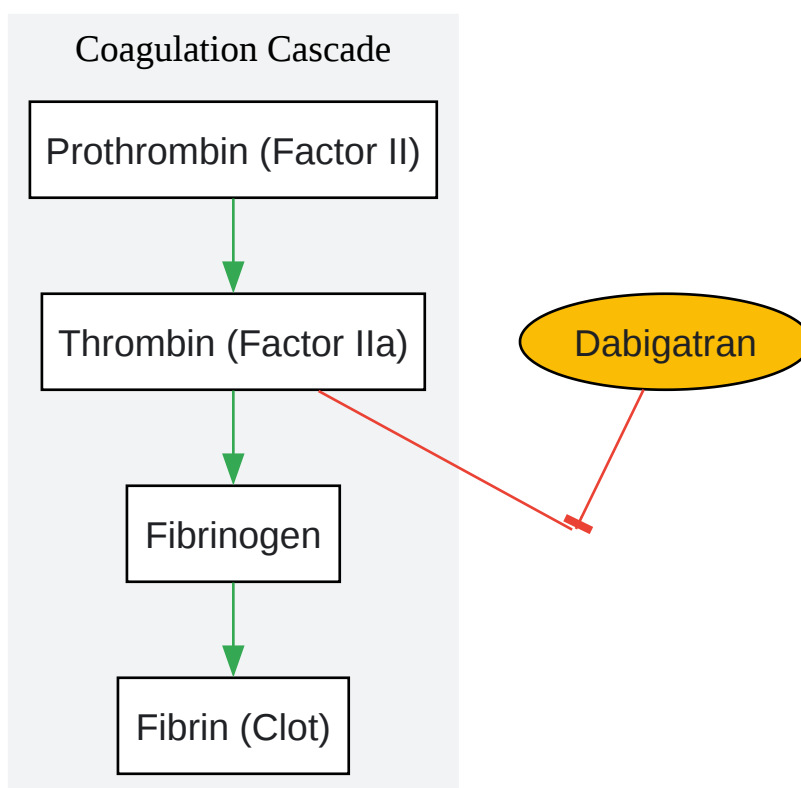 Coagulation Cascade
Prothrombin (Factor II)
Thrombin (Factor IIa)
Dabigatran
Fibrinogen
Fibrin (Clot)